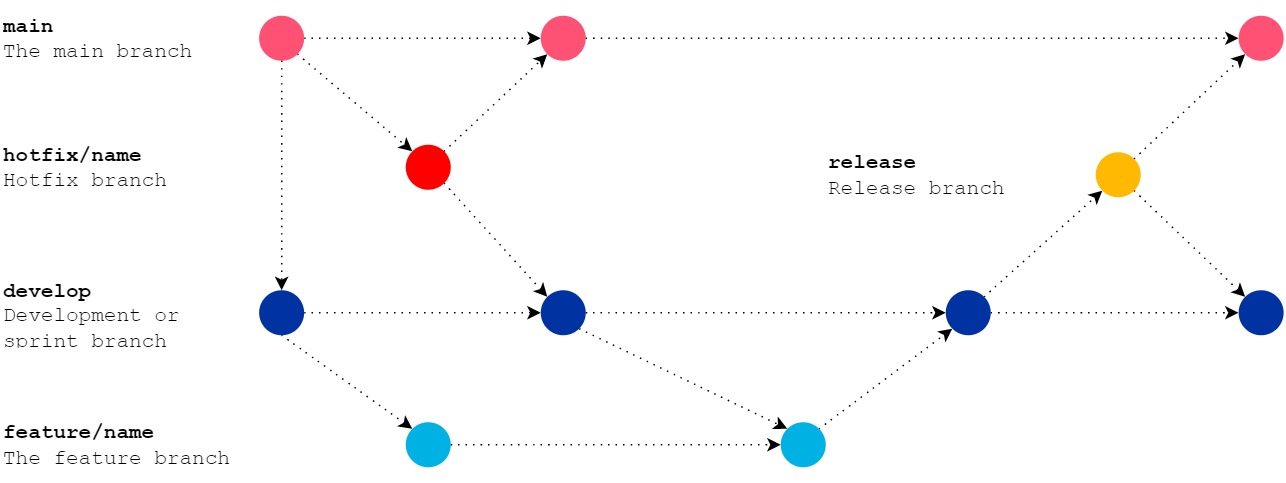 main
The main branch
hotfix/name
Hotfix branch
release
Release branch
develop
Development or
sprint branch
feature/name
The feature branch